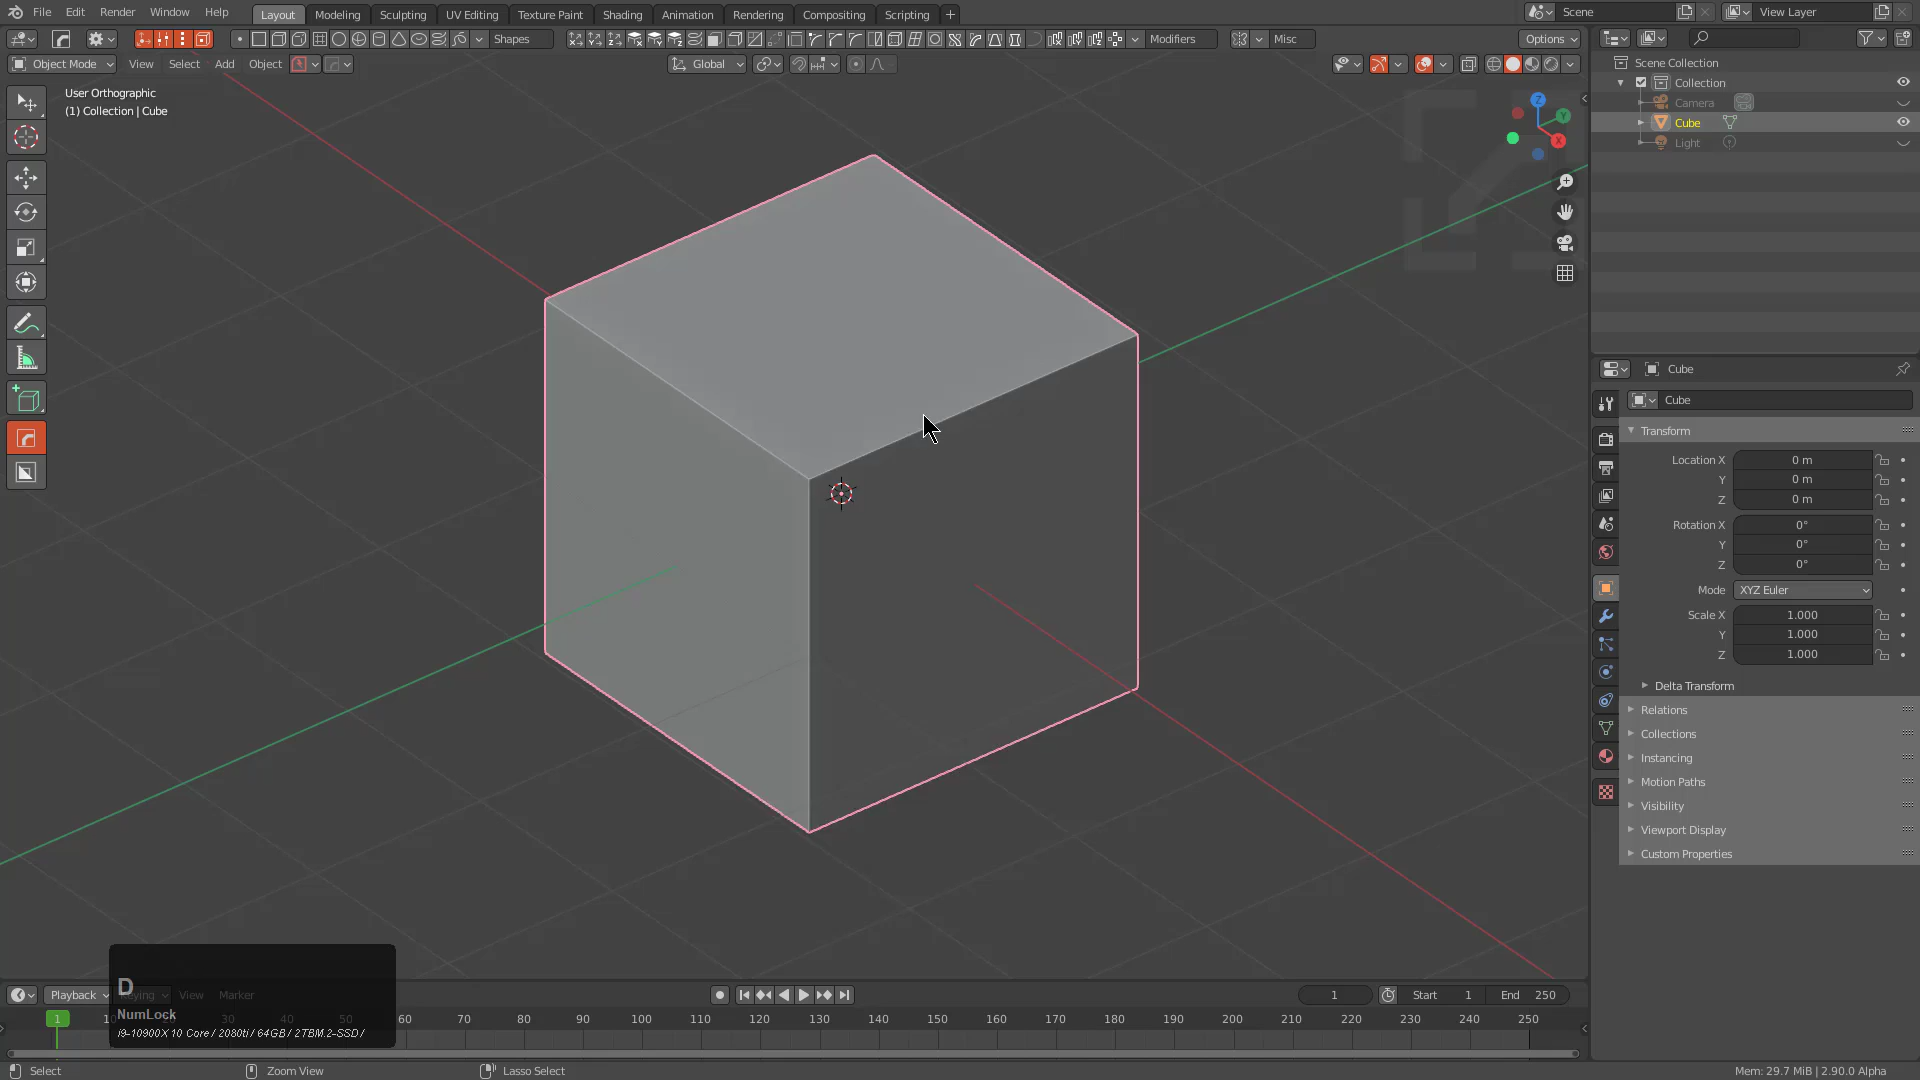 File Edit Render Window Help
Layout Modeling Sculpting UV Editing Texture Paint Shading Animation Rendering Compositing Scripting
Scene
View Layer
Shapes
Modifiers
Misc
Options
Object Mode View Select Add Object
Global
User Orthographic
(1) Collection | Cube
Z
Y
X
Scene Collection
Collection
Camera
Cube
Light
Cube
Cube
Transform
Location X 0 m
Y 0 m
Z 0 m
Rotation X 0°
Y 0°
Z 0°
Mode XYZ Euler
Scale X 1.000
Y 1.000
Z 1.000
Delta Transform
Relations
Collections
Instancing
Motion Paths
Visibility
Viewport Display
Custom Properties
D
NumLock
i9-10900X 10 Core / 2080ti / 64GB / 2TBM.2-SSD /
Playback Keying View Marker
1 Start 1 End 250
1 10 30 40 50 60 70 80 90 100 110 120 130 140 150 160 170 180 190 200 210 220 230 240 250
Select Zoom View Lasso Select
Mem: 29.7 MiB | 2.90.0 Alpha